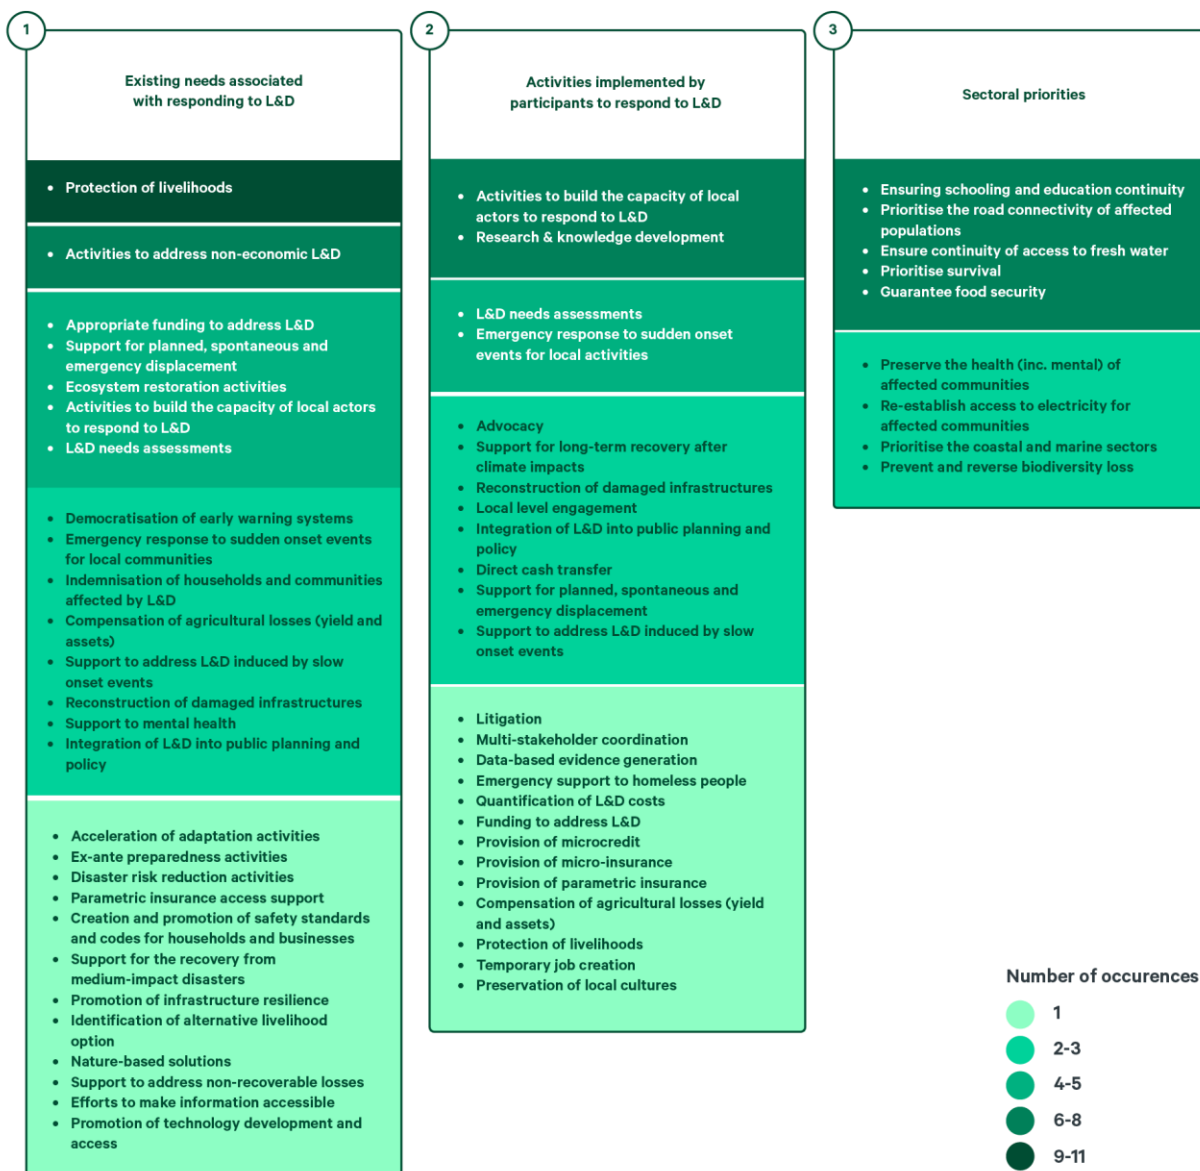 1
Existing needs associated
with responding to L&D
• Protection of livelihoods
• Activities to address non-economic L&D
• Appropriate funding to address L&D
• Support for planned, spontaneous and
emergency displacement
• Ecosystem restoration activities
• Activities to build the capacity of local actors
to respond to L&D
• L&D needs assessments
• Democratisation of early warning systems
• Emergency response to sudden onset events
for local communities
• Indemnisation of households and communities
affected by L&D
• Compensation of agricultural losses (yield and
assets)
• Support to address L&D induced by slow
onset events
• Reconstruction of damaged infrastructures
• Support to mental health
• Integration of L&D into public planning and
policy
• Acceleration of adaptation activities
• Ex-ante preparedness activities
• Disaster risk reduction activities
• Parametric insurance access support
• Creation and promotion of safety standards
and codes for households and businesses
• Support for the recovery from
medium-impact disasters
• Promotion of infrastructure resilience
• Identification of alternative livelihood
option
• Nature-based solutions
• Support to address non-recoverable losses
• Efforts to make information accessible
• Promotion of technology development and
access
2
Activities implemented by
participants to respond to L&D
• Activities to build the capacity of local
actors to respond to L&D
• Research & knowledge development
• L&D needs assessments
• Emergency response to sudden onset
events for local activities
• Advocacy
• Support for long-term recovery after
climate impacts
• Reconstruction of damaged infrastructures
• Local level engagement
• Integration of L&D into public planning and
policy
• Direct cash transfer
• Support for planned, spontaneous and
emergency displacement
• Support to address L&D induced by slow
onset events
• Litigation
• Multi-stakeholder coordination
• Data-based evidence generation
• Emergency support to homeless people
• Quantification of L&D costs
• Funding to address L&D
• Provision of microcredit
• Provision of micro-insurance
• Provision of parametric insurance
• Compensation of agricultural losses (yield
and assets)
• Protection of livelihoods
• Temporary job creation
• Preservation of local cultures
3
Sectoral priorities
• Ensuring schooling and education continuity
• Prioritise the road connectivity of affected
populations
• Ensure continuity of access to fresh water
• Prioritise survival
• Guarantee food security
• Preserve the health (inc. mental) of
affected communities
• Re-establish access to electricity for
affected communities
• Prioritise the coastal and marine sectors
• Prevent and reverse biodiversity loss
Number of occurences
1
2-3
4-5
6-8
9-11